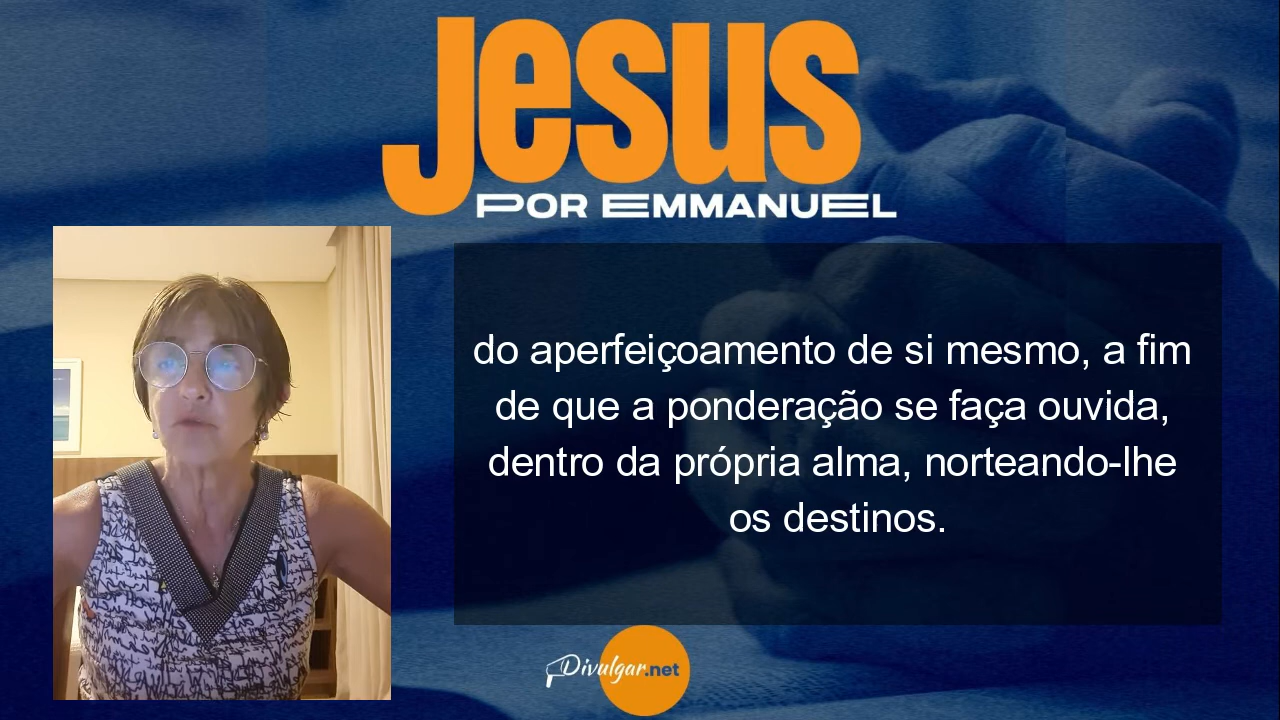 Jesus
POR EMMANUEL
do aperfeiçoamento de si mesmo, a fim
de que a ponderação se faça ouvida,
dentro da própria alma, norteando-lhe
os destinos.
Divulgar.net